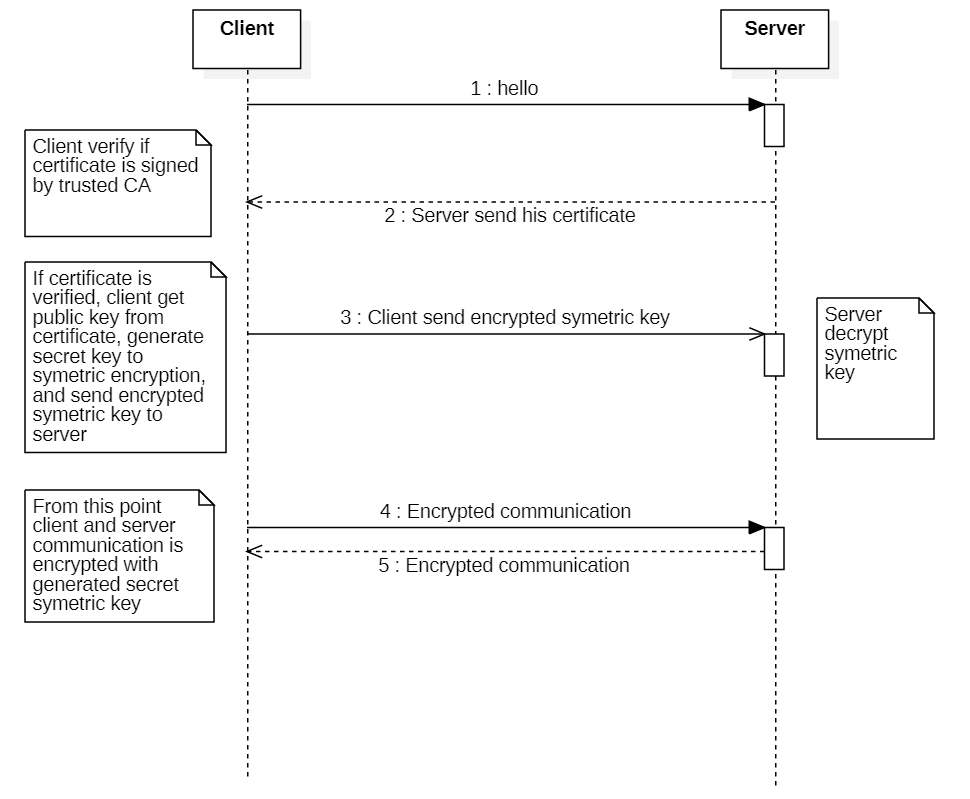 Client
Server
1 : hello
Client verify if
certificate is signed
by trusted CA
2 : Server send his certificate
If certificate is
verified, client get
public key from
certificate, generate
secret key to
symetric encryption,
and send encrypted
symetric key to
server
3 : Client send encrypted symetric key
Server
decrypt
symetric
key
4 : Encrypted communication
From this point
client and server
communication is
encrypted with
generated secret
symetric key
5 : Encrypted communication